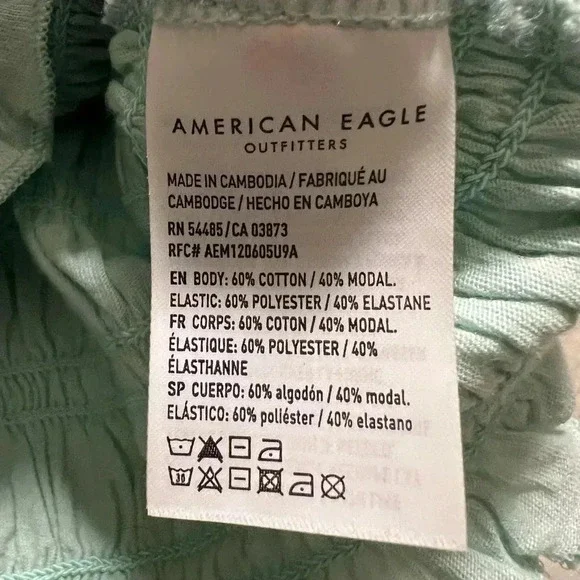 AMERICAN EAGLE
OUTFITTERS
MADE IN CAMBODIA / FABRIQUÉ AU
CAMBODGE / HECHO EN CAMBOYA
RN 54485 / CA 03873
RFC# AEM120605U9A
EN BODY: 60% COTTON / 40% MODAL.
ELASTIC: 60% POLYESTER / 40% ELASTANE
FR CORPS: 60% COTON / 40% MODAL.
ÉLASTIQUE: 60% POLYESTER / 40%
ÉLASTHANNE
SP CUERPO: 60% algodón / 40% modal.
ELÁSTICO: 60% poliéster / 40% elastano
30